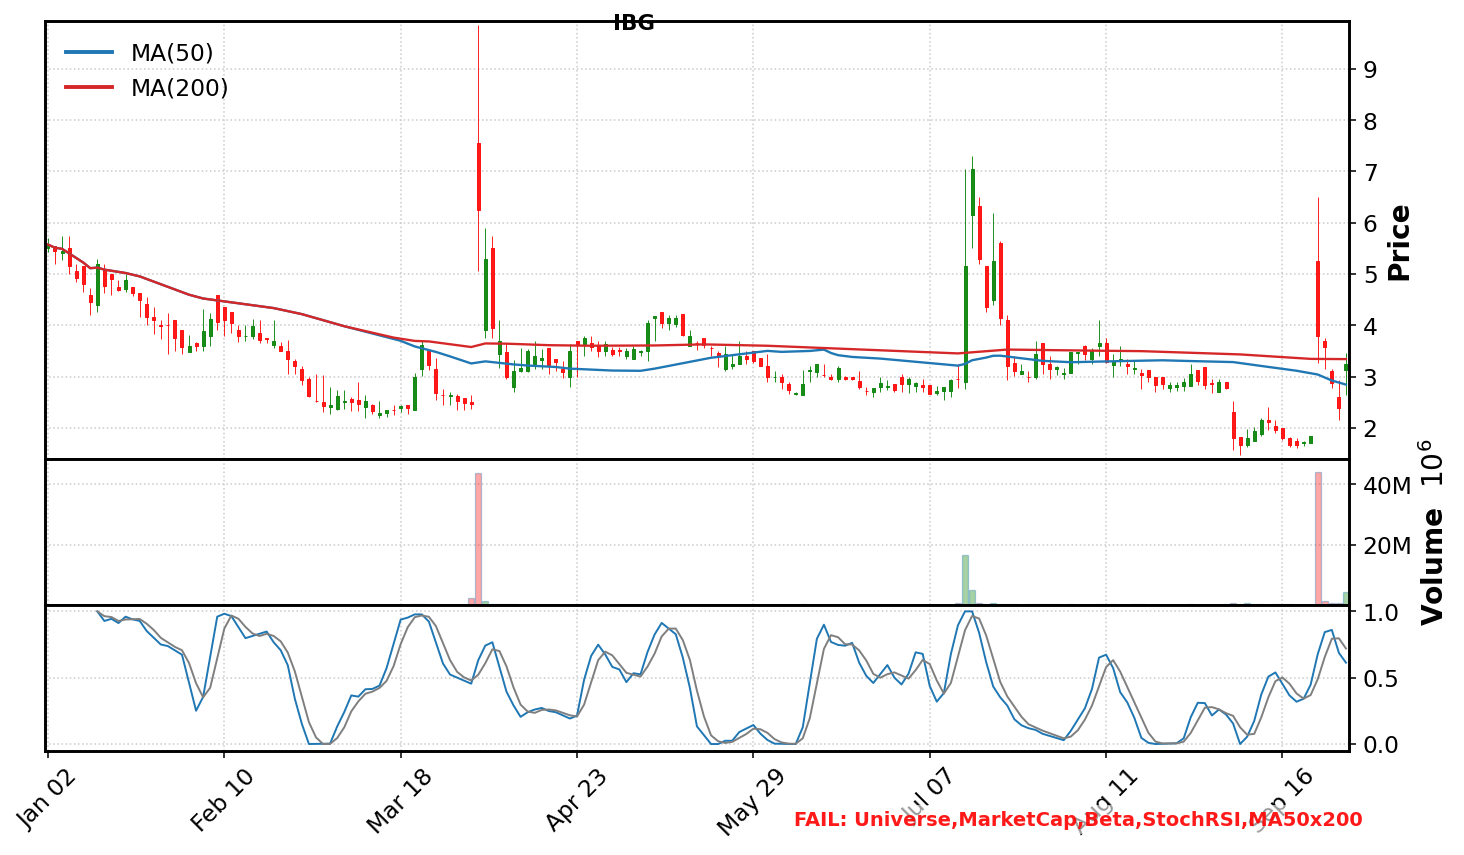 IBG
MA(50)
MA(200)
9
8
7
6
5
4
3
2
Price
40M
20M
Volume 10^6
1.0
0.5
0.0
Jan 02
Feb 10
Mar 18
Apr 23
May 29
Jul 07
Aug 11
Sep 16
FAIL: Universe,MarketCap,Beta,StochRSI,MA50x200